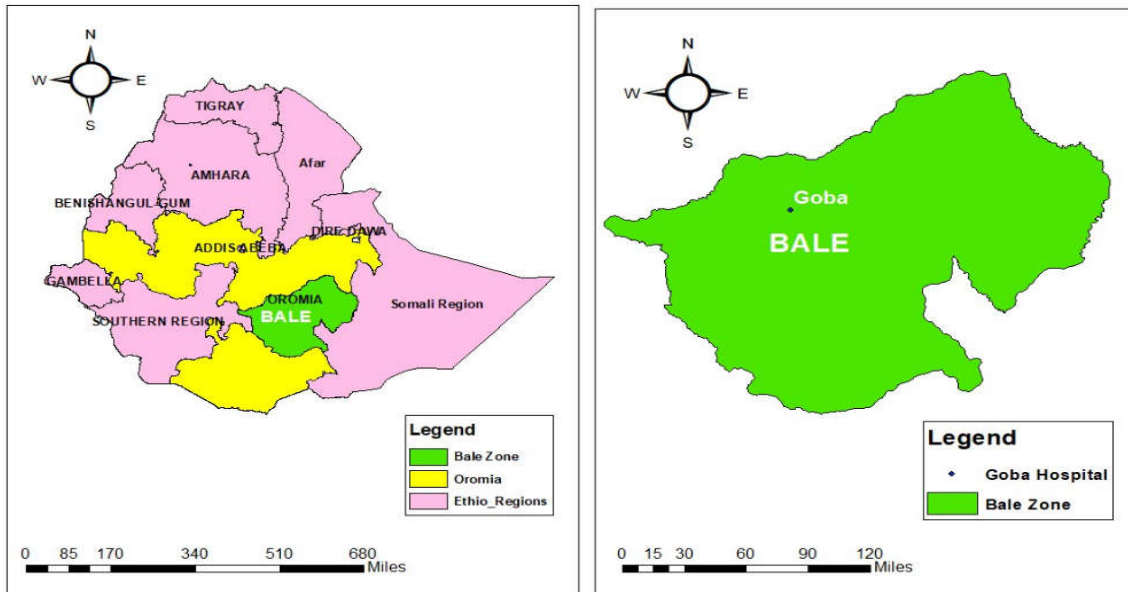 N
W E
S
TIGRAY
Afar
AMHARA
BENISHANGULAGUM
DIRE DAWA
ADDIS ABEBA
GAMBELLA
OROMIA
Somali Region
BALE
SOUTHERN REGION
Legend
Bale Zone
Oromia
Ethio_Regions
0 85 170 340 510 680
Miles
N
W E
S
Goba
BALE
Legend
Goba Hospital
Bale Zone
0 15 30 60 90 120
Miles